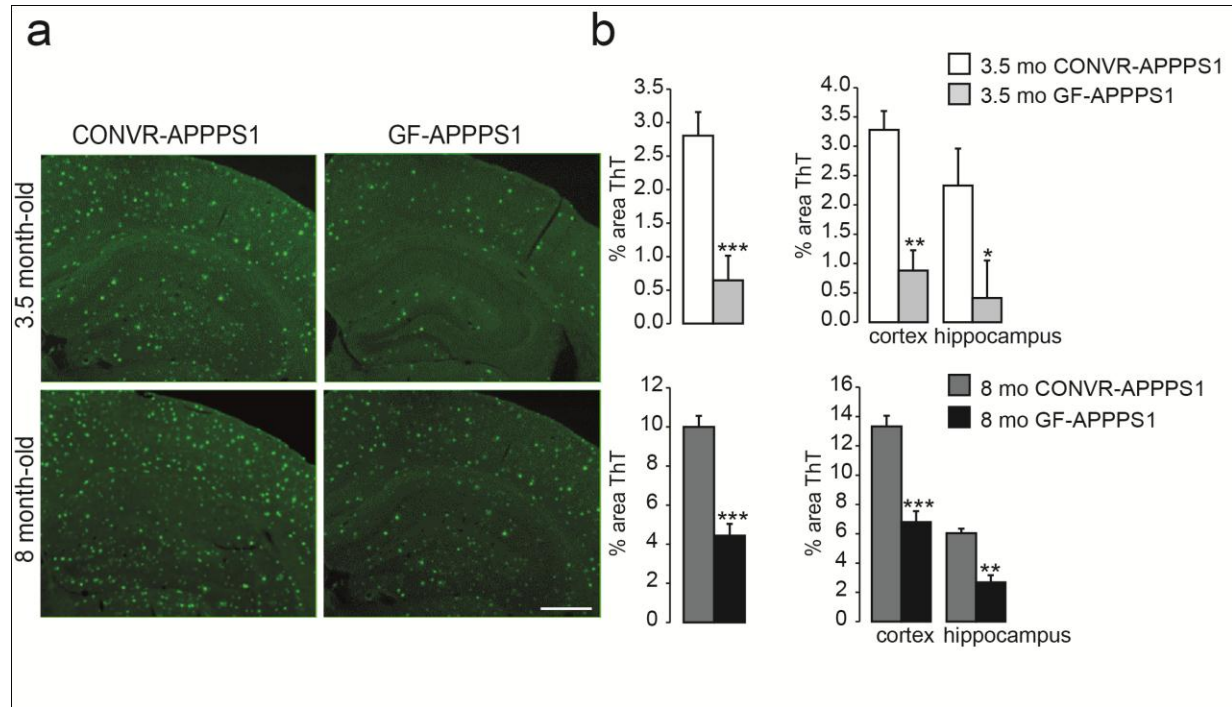 a
b
CONVR-APPPS1
GF-APPPS1
3.5 month-old
8 month-old
3.5 mo CONVR-APPPS1
3.5 mo GF-APPPS1
% area ThT
3.5
3.0
2.5
2.0
1.5
1.0
0.5
0.0
***
% area ThT
4.0
3.5
3.0
2.5
2.0
1.5
1.0
0.5
0.0
**
*
cortex hippocampus
8 mo CONVR-APPPS1
8 mo GF-APPPS1
% area ThT
12
10
8
6
4
2
0
***
% area ThT
16
14
12
10
8
6
4
2
0
***
**
cortex hippocampus